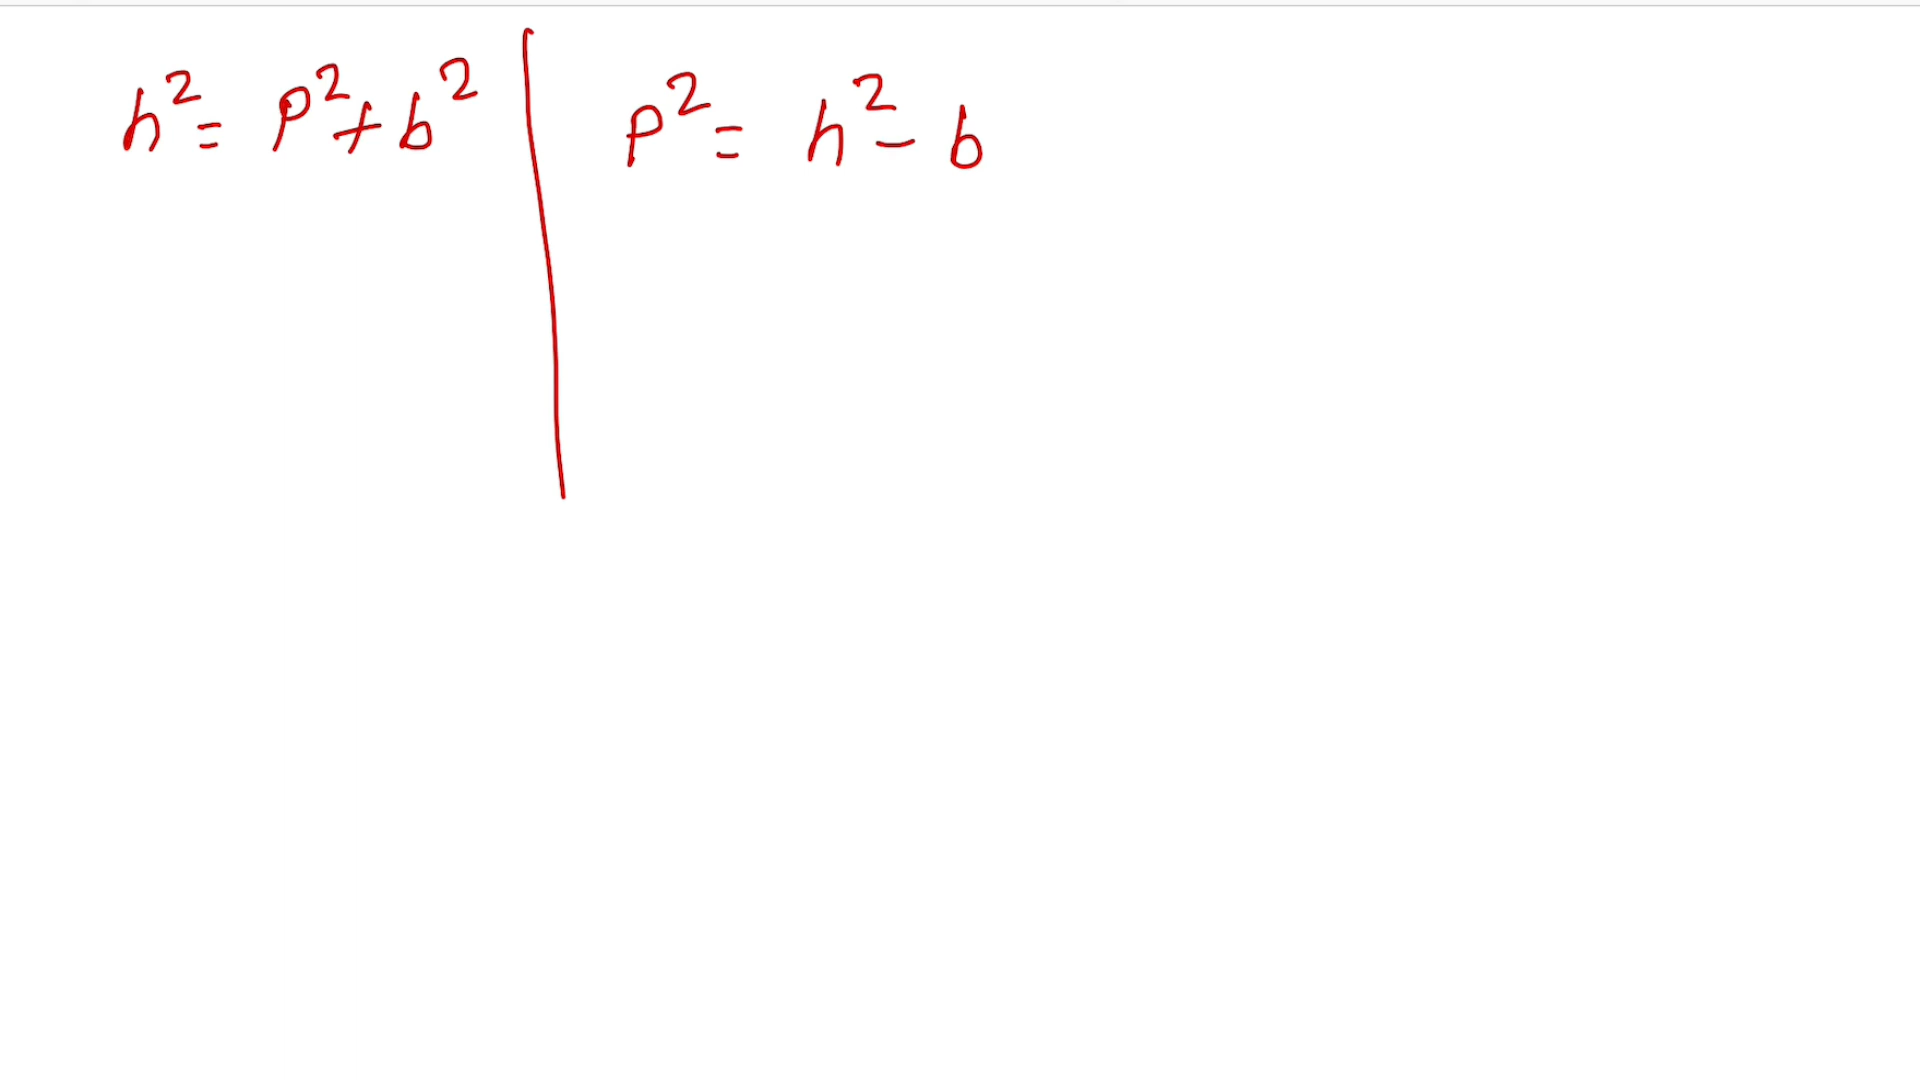 h² = p² + b²
p² = h² - b